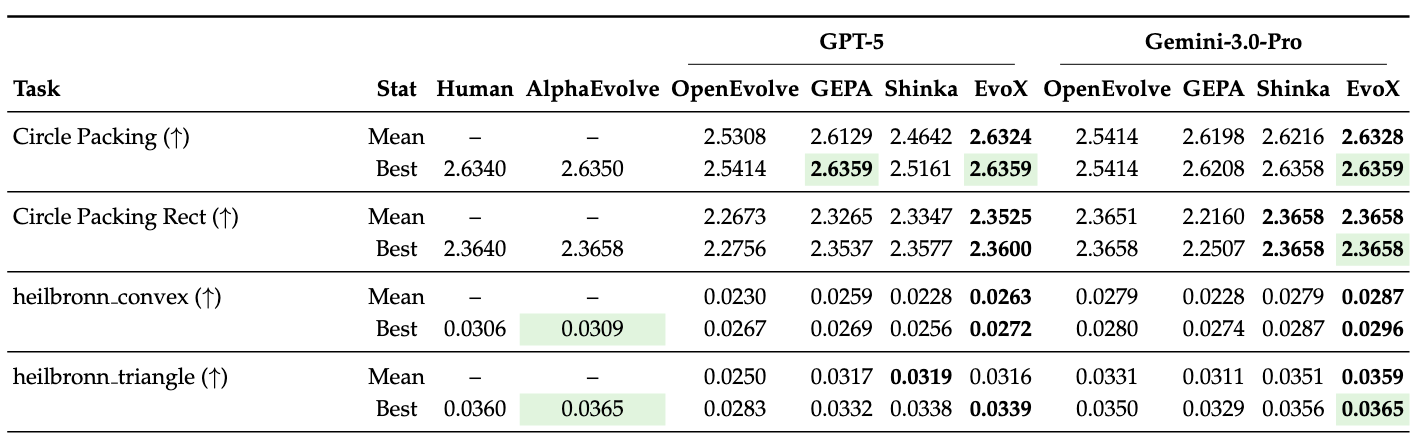 GPT-5 Gemini-3.0-Pro
Task Stat Human AlphaEvolve OpenEvolve GEPA Shinka EvoX OpenEvolve GEPA Shinka EvoX
Circle Packing (↑) Mean – – 2.5308 2.6129 2.4642 2.6324 2.5414 2.6198 2.6216 2.6328
Best 2.6340 2.6350 2.5414 2.6359 2.5161 2.6359 2.5414 2.6208 2.6358 2.6359
Circle Packing Rect (↑) Mean – – 2.2673 2.3265 2.3347 2.3525 2.3651 2.2160 2.3658 2.3658
Best 2.3640 2.3658 2.2756 2.3537 2.3577 2.3600 2.3658 2.2507 2.3658 2.3658
heilbronn_convex (↑) Mean – – 0.0230 0.0259 0.0228 0.0263 0.0279 0.0228 0.0279 0.0287
Best 0.0306 0.0309 0.0267 0.0269 0.0256 0.0272 0.0280 0.0274 0.0287 0.0296
heilbronn_triangle (↑) Mean – – 0.0250 0.0317 0.0319 0.0316 0.0331 0.0311 0.0351 0.0359
Best 0.0360 0.0365 0.0283 0.0332 0.0338 0.0339 0.0350 0.0329 0.0356 0.0365